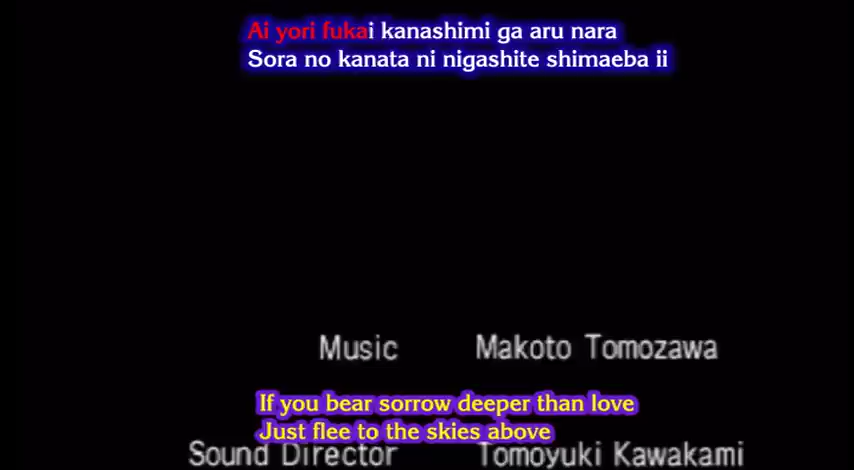 Ai yori fukai kanashimi ga aru nara
Sora no kanata ni nigashite shimaeba ii
Music Makoto Tomozawa
If you bear sorrow deeper than love
Just flee to the skies above
Sound Director Tomoyuki Kawakami